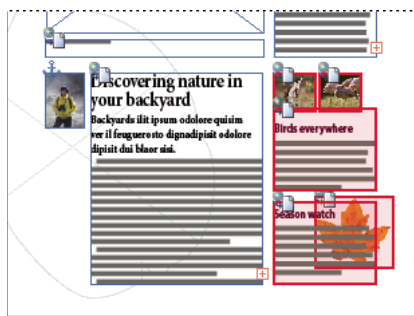 Discovering nature in
your backyard
Backyards ilit ipsum odolore quisim
ver il feuguerosto dignadipisit odolore
dipisit dui blaor sisi.
Birds everywhere
Season watch